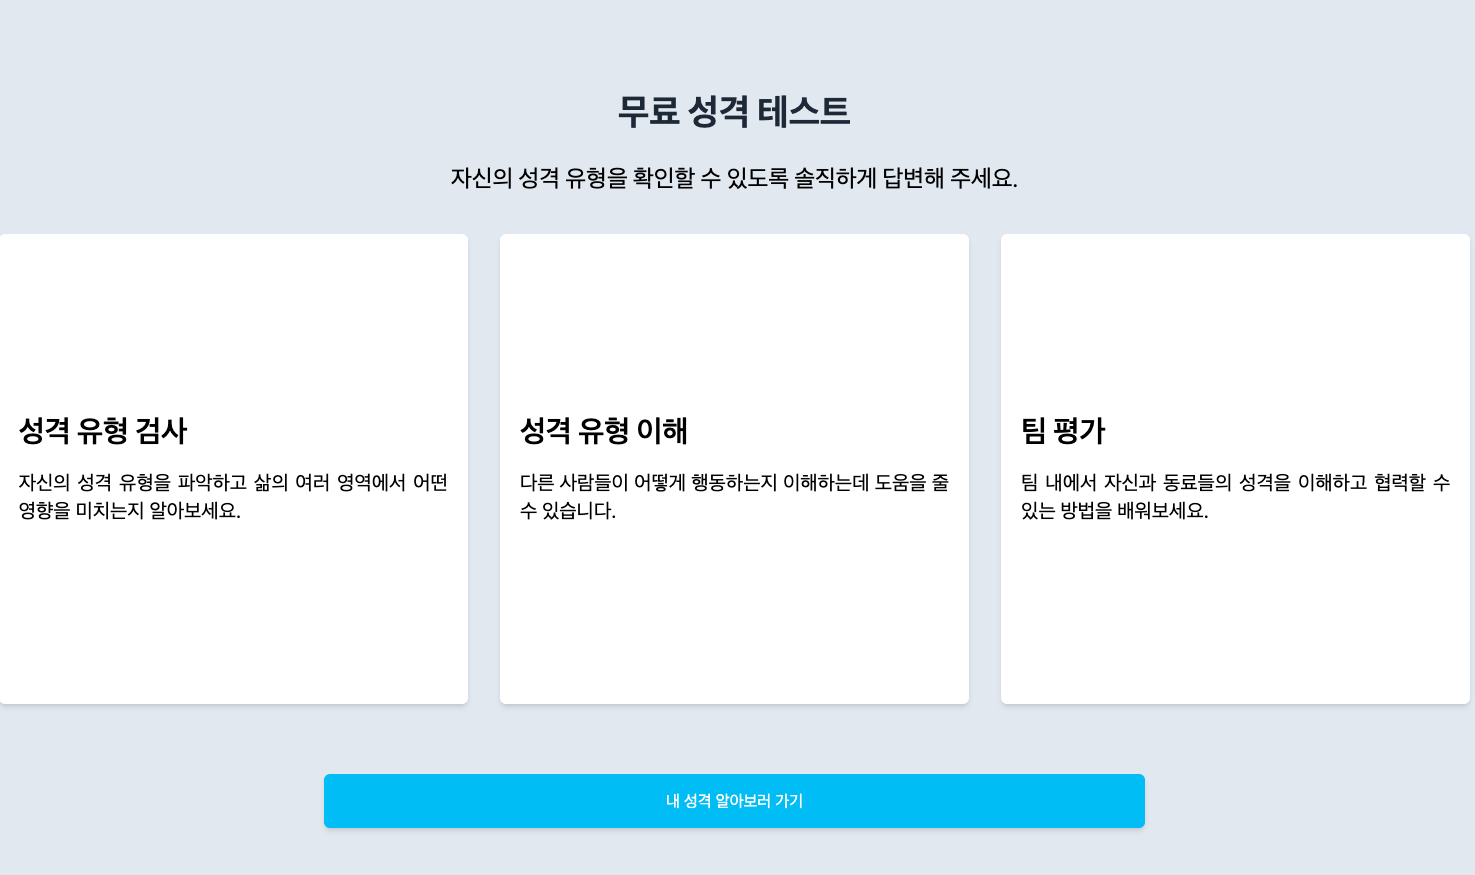 무료 성격 테스트
자신의 성격 유형을 확인할 수 있도록 솔직하게 답변해 주세요.
성격 유형 검사
자신의 성격 유형을 파악하고 삶의 여러 영역에서 어떤
영향을 미치는지 알아보세요.
성격 유형 이해
다른 사람들이 어떻게 행동하는지 이해하는데 도움을 줄
수 있습니다.
팀 평가
팀 내에서 자신과 동료들의 성격을 이해하고 협력할 수
있는 방법을 배워보세요.
내 성격 알아보러 가기